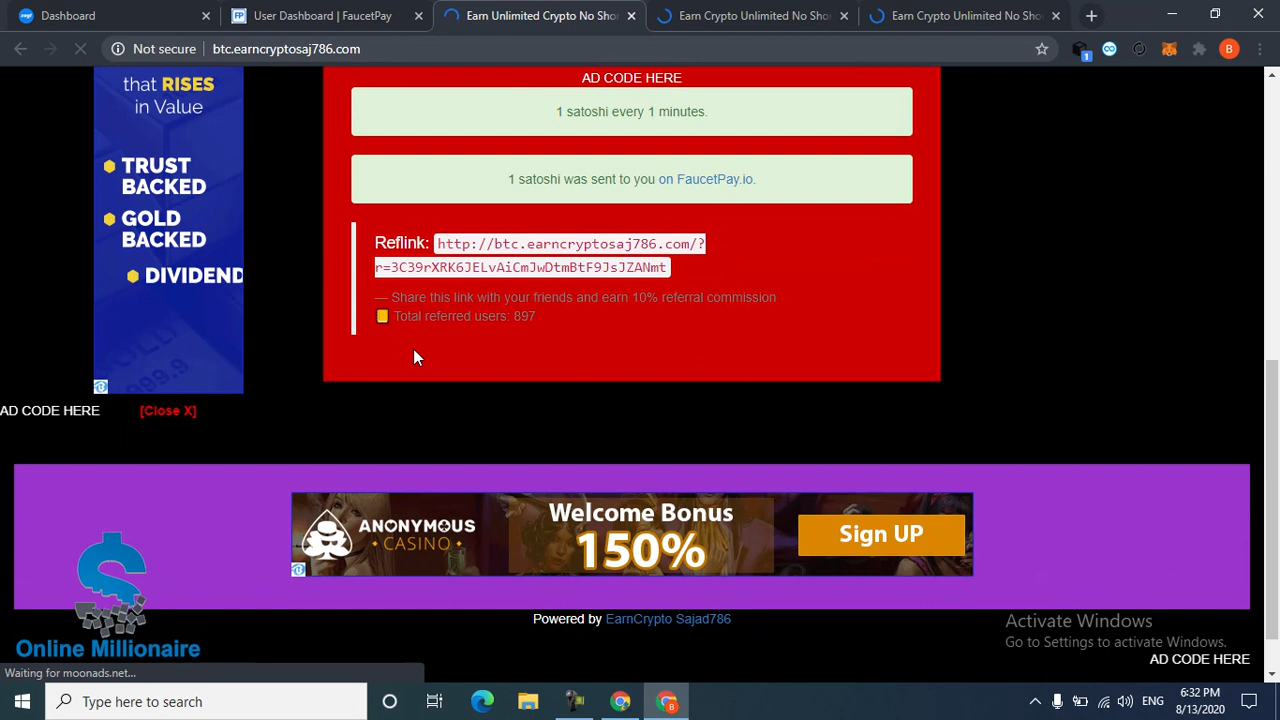 Dashboard
User Dashboard | FaucetPay
Earn Unlimited Crypto No Shor
Earn Crypto Unlimited No Shor
Earn Crypto Unlimited No Shor
Not secure
btc.earncryptosaj786.com
B
1
that RISES
in Value
TRUST
BACKED
GOLD
BACKED
DIVIDEND
AD CODE HERE
1 satoshi every 1 minutes.
1 satoshi was sent to you on FaucetPay.io.
Reflink: http://btc.earncryptosaj786.com/?
r=3C39rXRK6JELvAiCmJwDtmBtF9JsJZANmt
— Share this link with your friends and earn 10% referral commission
Total referred users: 897
AD CODE HERE
[Close X]
ANONYMOUS
CASINO
Welcome Bonus
150%
Sign UP
Powered by EarnCrypto Sajad786
Online Millionaire
Activate Windows
Go to Settings to activate Windows.
AD CODE HERE
Waiting for moonads.net...
Type here to search
ENG
6:32 PM
8/13/2020